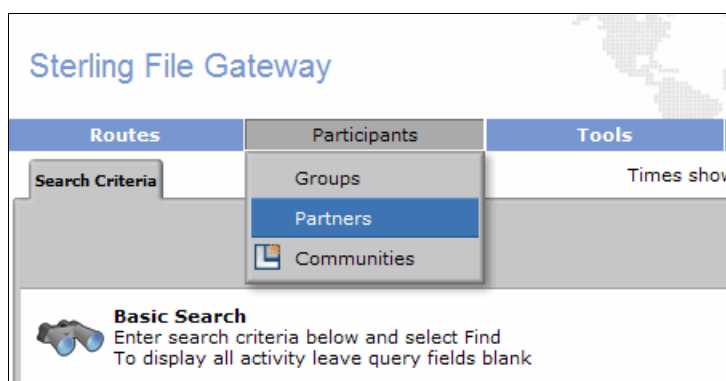 Sterling File Gateway
Routes Participants Tools
Search Criteria
Groups
Times show
Partners
Communities
Basic Search
Enter search criteria below and select Find
To display all activity leave query fields blank